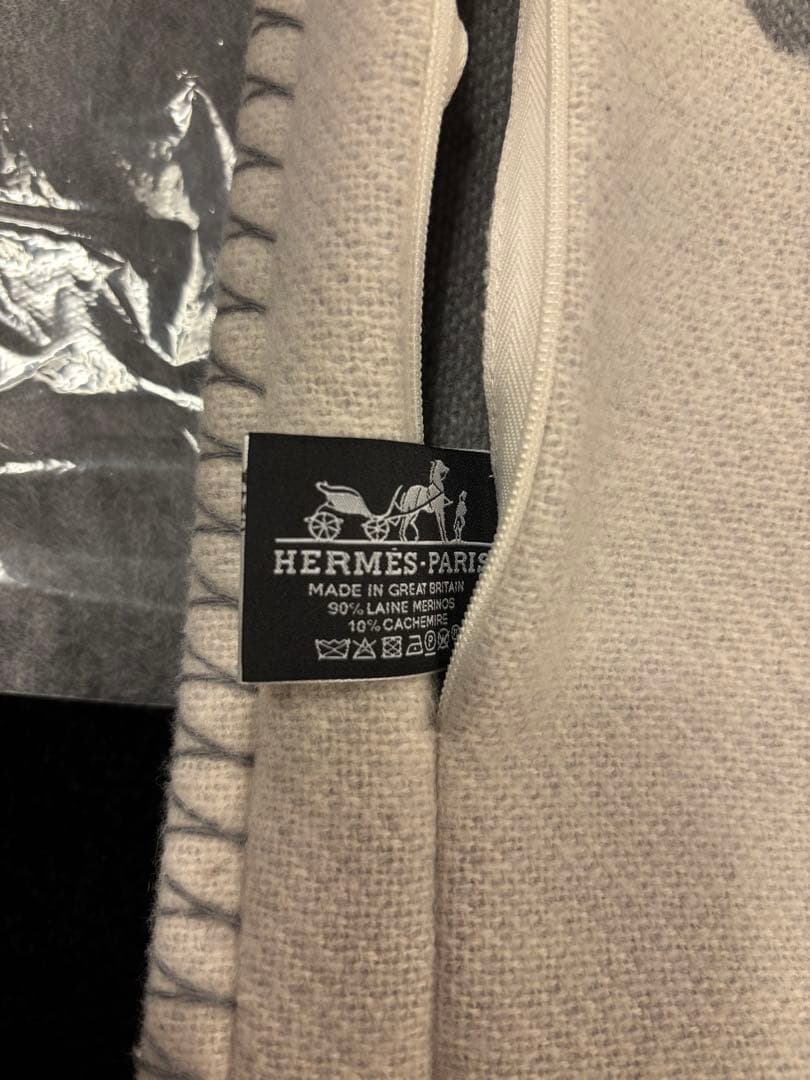 HERMÈS-PARIS
MADE IN GREAT BRITAIN
90% LAINE MERINOS
10% CACHEMIRE